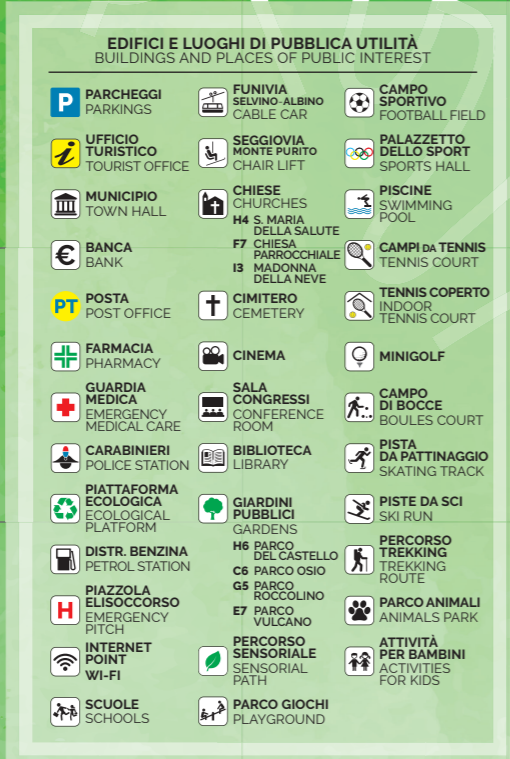 EDIFICI E LUOGHI DI PUBBLICA UTILITÀ
BUILDINGS AND PLACES OF PUBLIC INTEREST
P
PARCHEGGI
PARKINGS
i
UFFICIO
TURISTICO
TOURIST OFFICE
MUNICIPIO
TOWN HALL
€
BANCA
BANK
PT
POSTA
POST OFFICE
FARMACIA
PHARMACY
GUARDIA
MEDICA
EMERGENCY
MEDICAL CARE
CARABINIERI
POLICE STATION
PIATTAFORMA
ECOLOGICA
ECOLOGICAL
PLATFORM
DISTR. BENZINA
PETROL STATION
H
PIAZZOLA
ELISOCCORSO
EMERGENCY
PITCH
INTERNET
POINT
WI-FI
SCUOLE
SCHOOLS
FUNIVIA
SELVINO-ALBINO
CABLE CAR
SEGGIOVIA
MONTE PURITO
CHAIR LIFT
CHIESE
CHURCHES
H4 S. MARIA
DELLA SALUTE
F7 CHIESA
PARROCCHIALE
I3 MADONNA
DELLA NEVE
CIMITERO
CEMETERY
CINEMA
SALA
CONGRESSI
CONFERENCE
ROOM
BIBLIOTECA
LIBRARY
GIARDINI
PUBBLICI
GARDENS
H6 PARCO
DEL CASTELLO
C6 PARCO OSIO
G5 PARCO
ROCCOLINO
E7 PARCO
VULCANO
PERCORSO
SENSORIALE
SENSORIAL
PATH
PARCO GIOCHI
PLAYGROUND
CAMPO
SPORTIVO
FOOTBALL FIELD
PALAZZETTO
DELLO SPORT
SPORTS HALL
PISCINE
SWIMMING
POOL
CAMPI DA TENNIS
TENNIS COURT
TENNIS COPERTO
INDOOR
TENNIS COURT
MINIGOLF
CAMPO
DI BOCCE
BOULES COURT
PISTA
DA PATTINAGGIO
SKATING TRACK
PISTE DA SCI
SKI RUN
PERCORSO
TREKKING
TREKKING
ROUTE
PARCO ANIMALI
ANIMALS PARK
ATTIVITÀ
PER BAMBINI
ACTIVITIES
FOR KIDS